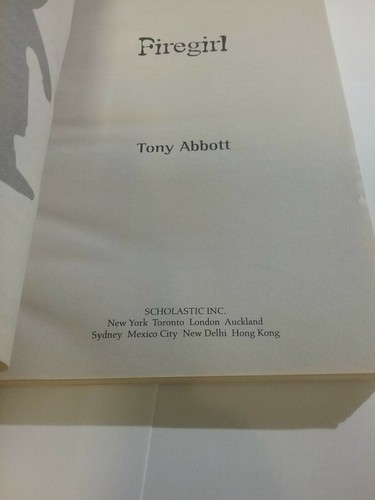 Firegirl
Tony Abbott
SCHOLASTIC INC.
New York Toronto London Auckland
Sydney Mexico City New Delhi Hong Kong